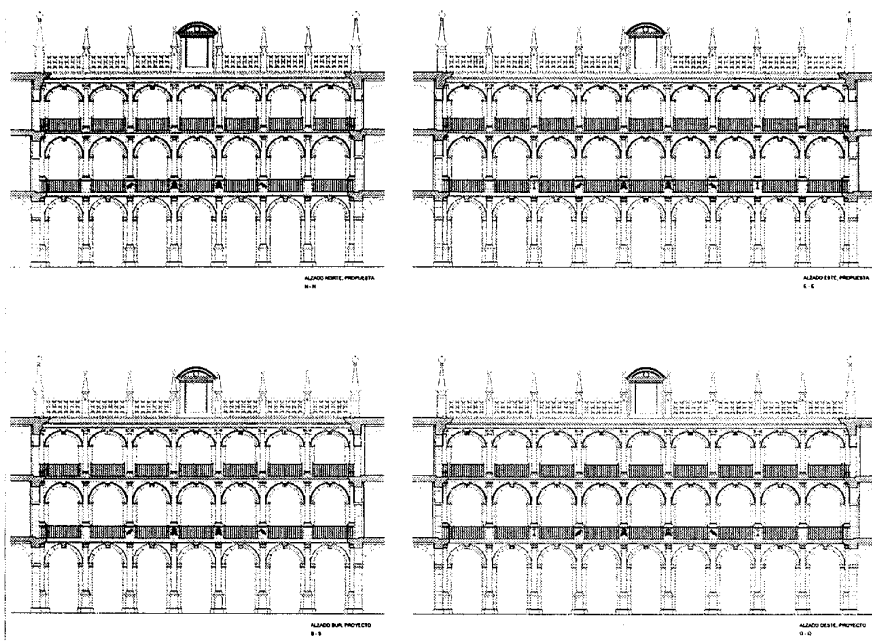 ALZADO NORTE, PROPUESTA
N - N
ALZADO ESTE, PROPUESTA
E - E
ALZADO SUR, PROYECTO
S - S
ALZADO OESTE, PROYECTO
O - O